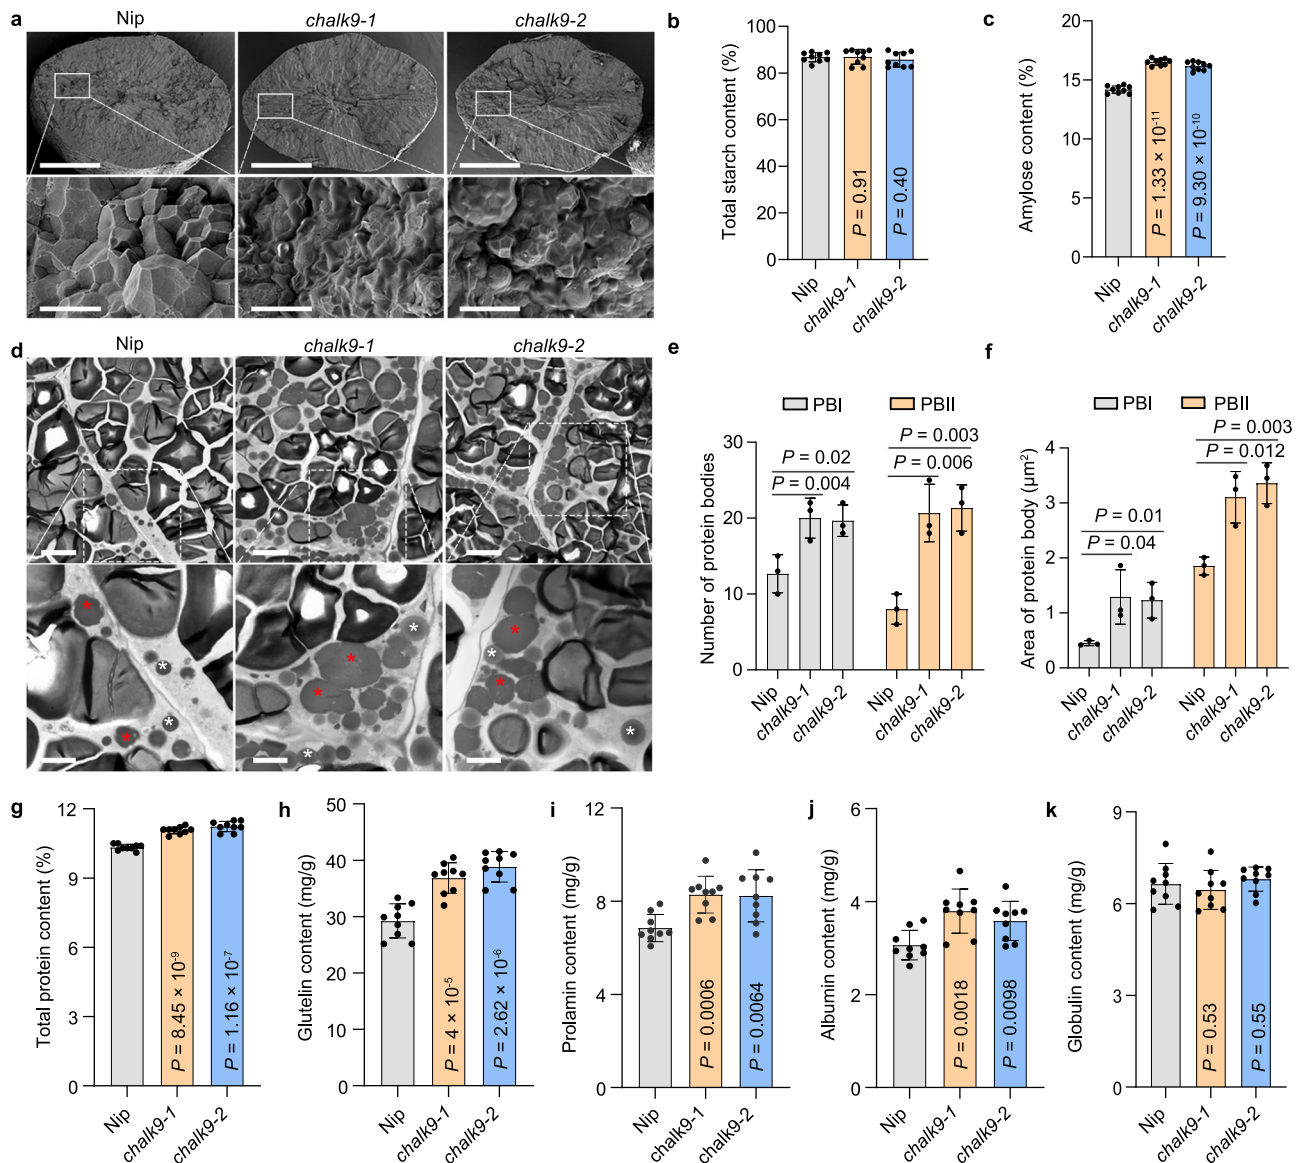 a
Nip
chalk9-1
chalk9-2
b
Total starch content (%)
100
80
60
40
20
0
P = 0.91
P = 0.40
Nip
chalk9-1
chalk9-2
c
Amylose content (%)
20
15
10
5
0
P = 1.33 × 10⁻¹¹
P = 9.30 × 10⁻¹⁰
Nip
chalk9-1
chalk9-2
d
Nip
chalk9-1
chalk9-2
*
*
*
*
*
*
*
*
*
*
*
*
e
PBI
PBII
Number of protein bodies
30
20
10
0
P = 0.02
P = 0.004
P = 0.003
P = 0.006
Nip
chalk9-1
chalk9-2
Nip
chalk9-1
chalk9-2
f
PBI
PBII
Area of protein body (µm²)
4
3
2
1
0
P = 0.01
P = 0.04
P = 0.003
P = 0.012
Nip
chalk9-1
chalk9-2
Nip
chalk9-1
chalk9-2
g
Total protein content (%)
12
9
6
3
0
P = 8.45 × 10⁻⁹
P = 1.16 × 10⁻⁷
Nip
chalk9-1
chalk9-2
h
Glutelin content (mg/g)
50
40
30
20
10
0
P = 4 × 10⁻⁵
P = 2.62 × 10⁻⁶
Nip
chalk9-1
chalk9-2
i
Prolamin content (mg/g)
12
8
4
0
P = 0.0006
P = 0.0064
Nip
chalk9-1
chalk9-2
j
Albumin content (mg/g)
6
4
2
0
P = 0.0018
P = 0.0098
Nip
chalk9-1
chalk9-2
k
Globulin content (mg/g)
9
6
3
0
P = 0.53
P = 0.55
Nip
chalk9-1
chalk9-2